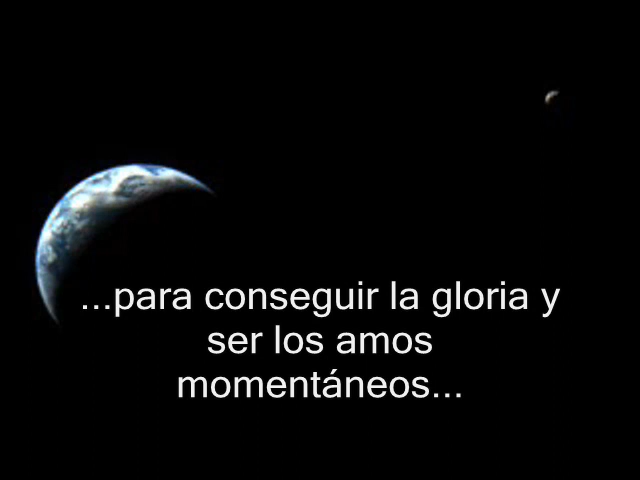 ...para conseguir la gloria y
ser los amos
momentáneos...